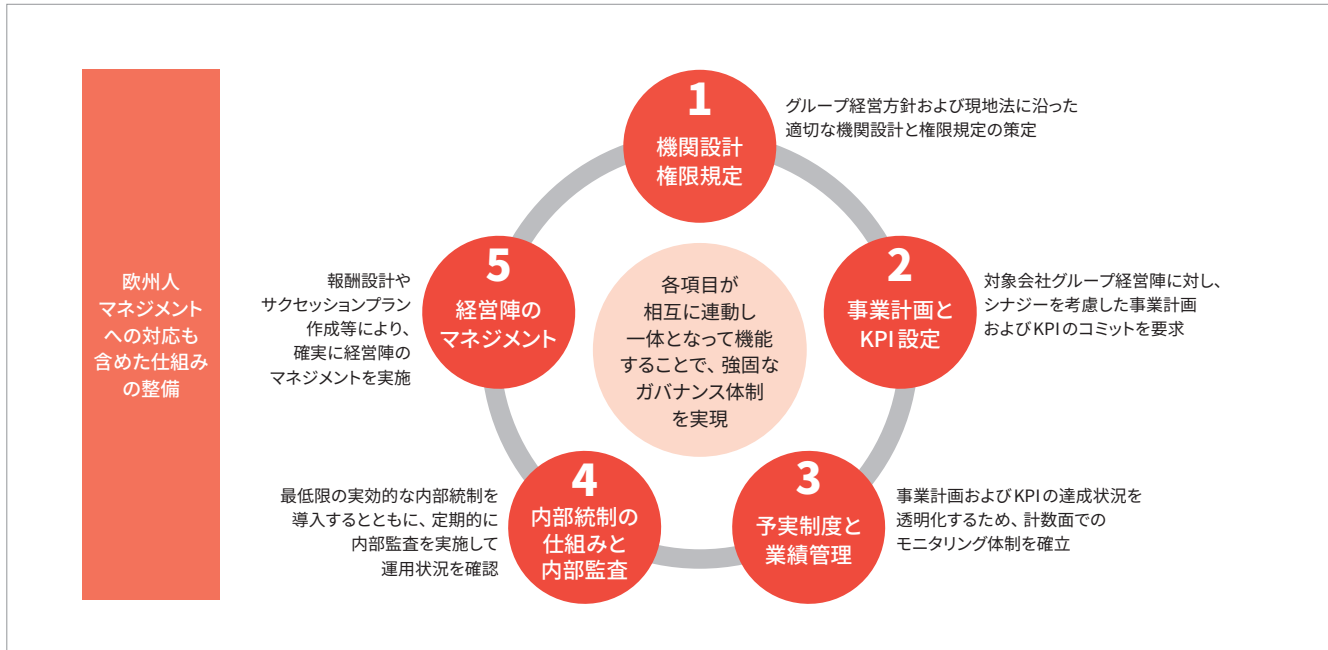 欧州人
マネジメント
への対応も
含めた仕組み
の整備
1
機関設計
権限規定
グループ経営方針および現地法に沿った
適切な機関設計と権限規定の策定
2
事業計画と
KPI設定
対象会社グループ経営陣に対し、
シナジーを考慮した事業計画
およびKPIのコミットを要求
3
予実制度と
業績管理
事業計画およびKPIの達成状況を
透明化するため、計数面での
モニタリング体制を確立
4
内部統制の
仕組みと
内部監査
最低限の実効的な内部統制を
導入するとともに、定期的に
内部監査を実施して
運用状況を確認
5
経営陣の
マネジメント
報酬設計や
サクセッションプラン
作成等により、
確実に経営陣の
マネジメントを実施
各項目が
相互に連動し
一体となって機能
することで、強固な
ガバナンス体制
を実現